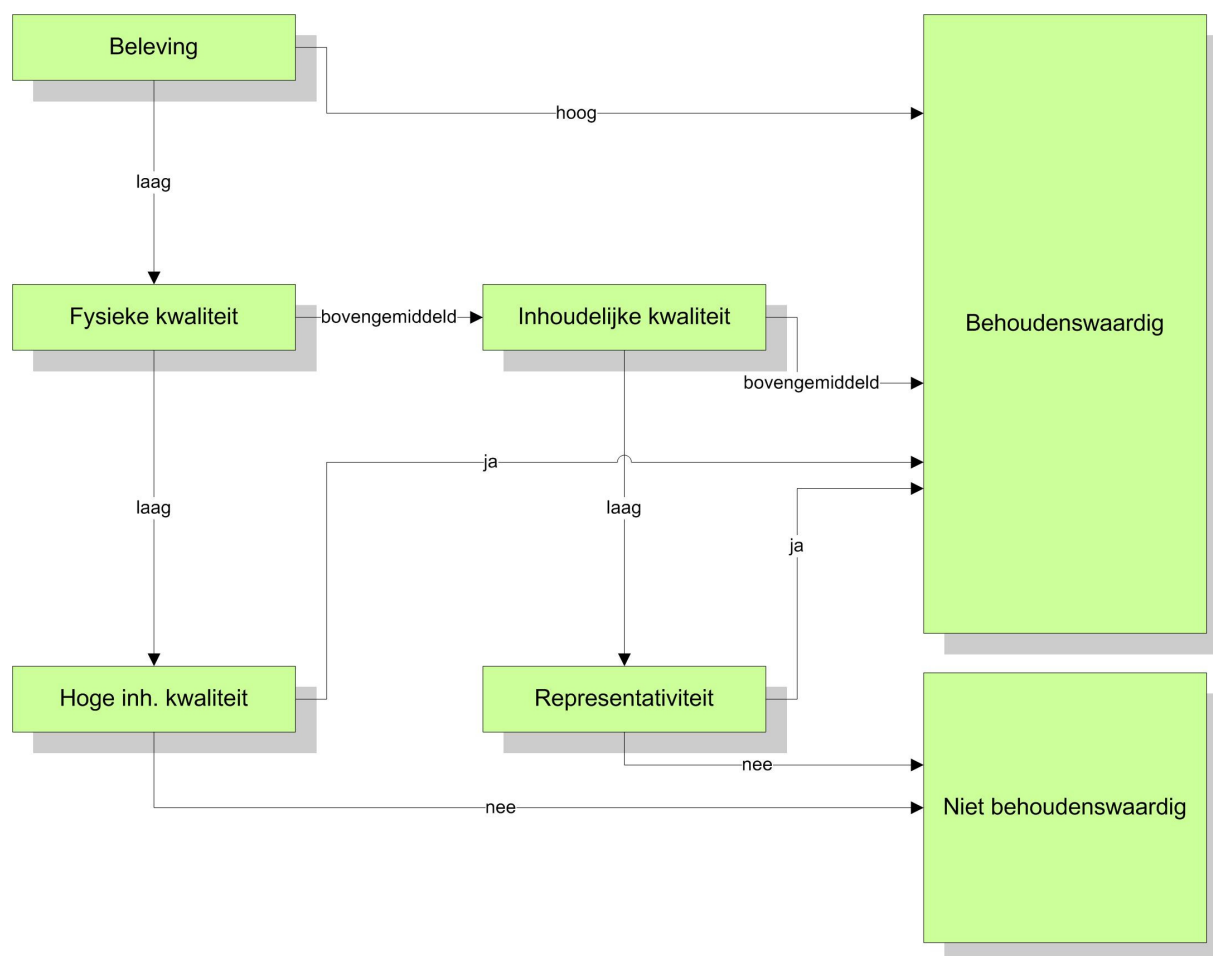 Beleving
hoog
laag
Fysieke kwaliteit
bovengemiddeld
Inhoudelijke kwaliteit
Behoudenswaardig
bovengemiddeld
ja
laag
laag
ja
Hoge inh. kwaliteit
Representativiteit
nee
nee
Niet behoudenswaardig